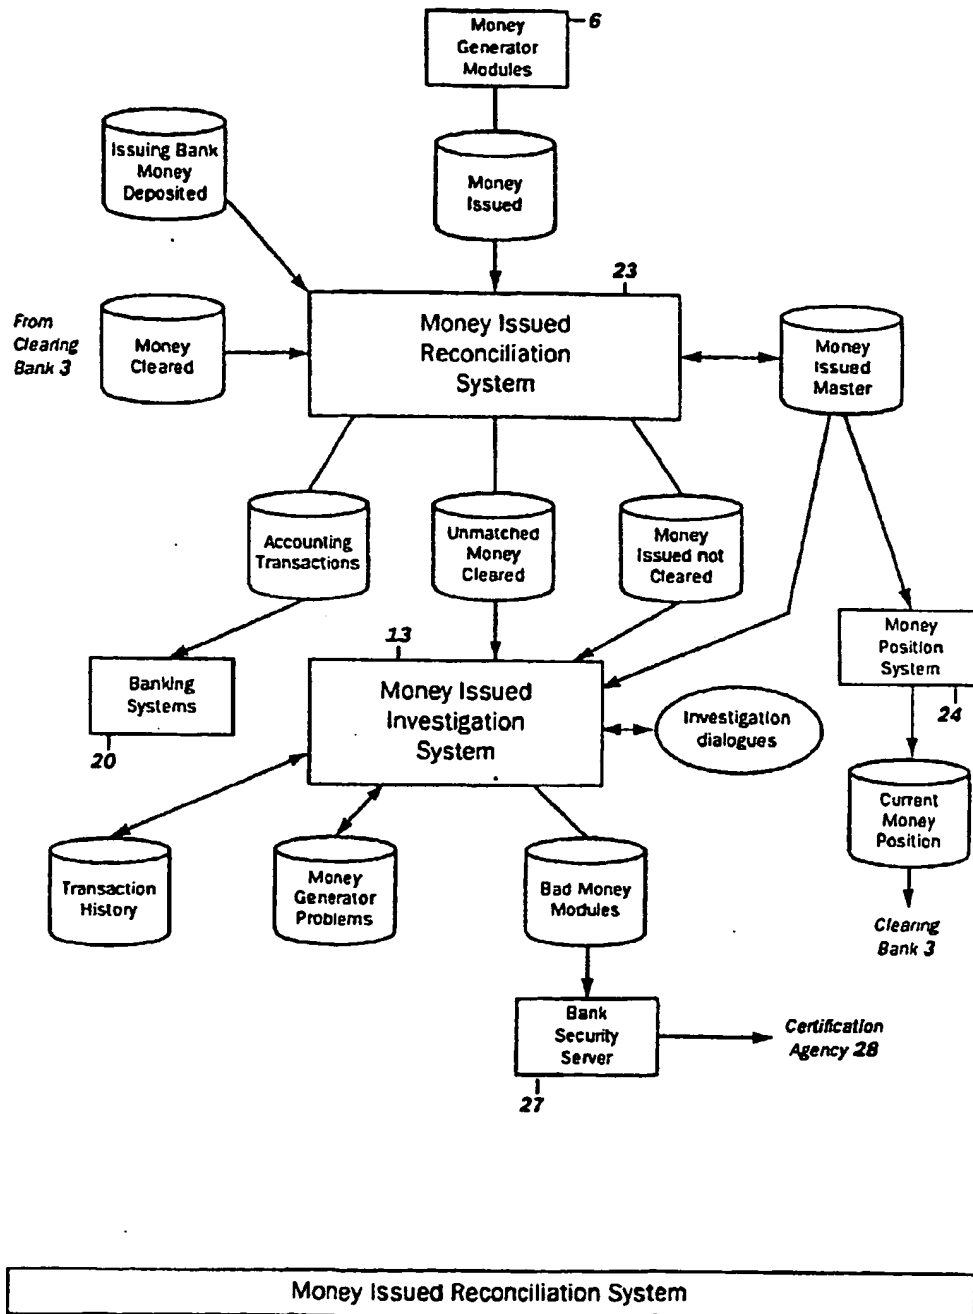 Money
Generator
Modules
6
Issuing Bank
Money
Deposited
Money
Issued
23
From
Clearing
Bank 3
Money
Cleared
Money Issued
Reconciliation
System
Money
Issued
Master
Accounting
Transactions
Unmatched
Money
Cleared
Money
Issued not
Cleared
13
Banking
Systems
20
Money Issued
Investigation
System
Investigation
dialogues
Money
Position
System
24
Transaction
History
Money
Generator
Problems
Bad Money
Modules
Current
Money
Position
Clearing
Bank 3
Bank
Security
Server
27
Certification
Agency 28
Money Issued Reconciliation System